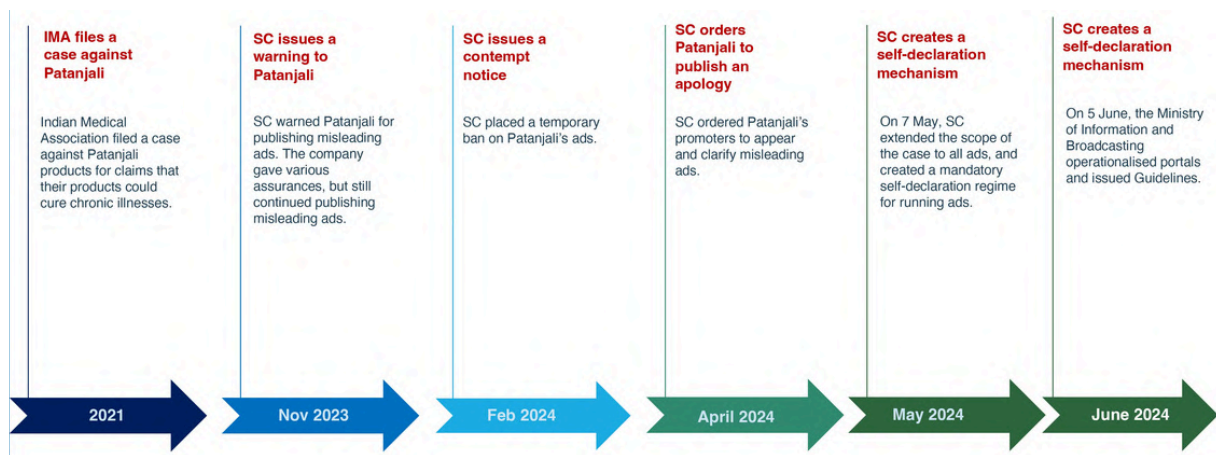 IMA files a
case against
Patanjali
Indian Medical
Association filed a case
against Patanjali
products for claims that
their products could
cure chronic illnesses.
2021
SC issues a
warning to
Patanjali
SC warned Patanjali for
publishing misleading
ads. The company
gave various
assurances, but still
continued publishing
misleading ads.
Nov 2023
SC issues a
contempt
notice
SC placed a temporary
ban on Patanjali's ads.
Feb 2024
SC orders
Patanjali to
publish an
apology
SC ordered Patanjali's
promoters to appear
and clarify misleading
ads.
April 2024
SC creates a
self-declaration
mechanism
On 7 May, SC
extended the scope of
the case to all ads, and
created a mandatory
self-declaration regime
for running ads.
May 2024
SC creates a
self-declaration
mechanism
On 5 June, the Ministry
of Information and
Broadcasting
operationalised portals
and issued Guidelines.
June 2024